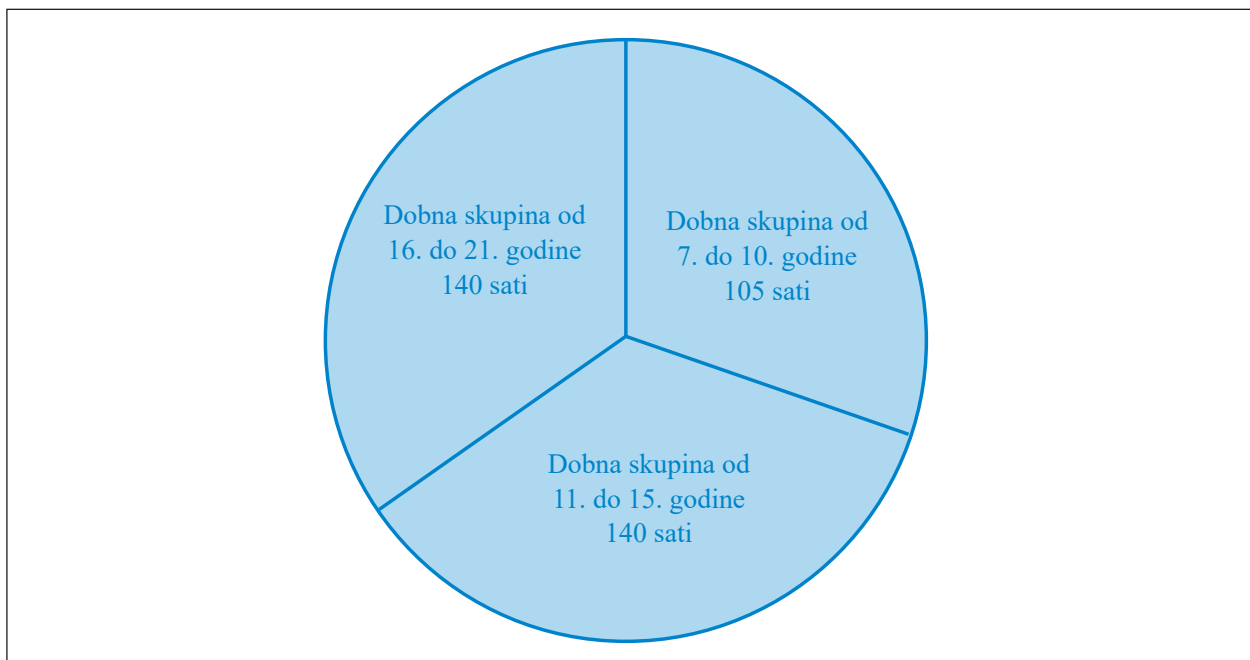 Dobna skupina od
16. do 21. godine
140 sati
Dobna skupina od
7. do 10. godine
105 sati
Dobna skupina od
11. do 15. godine
140 sati